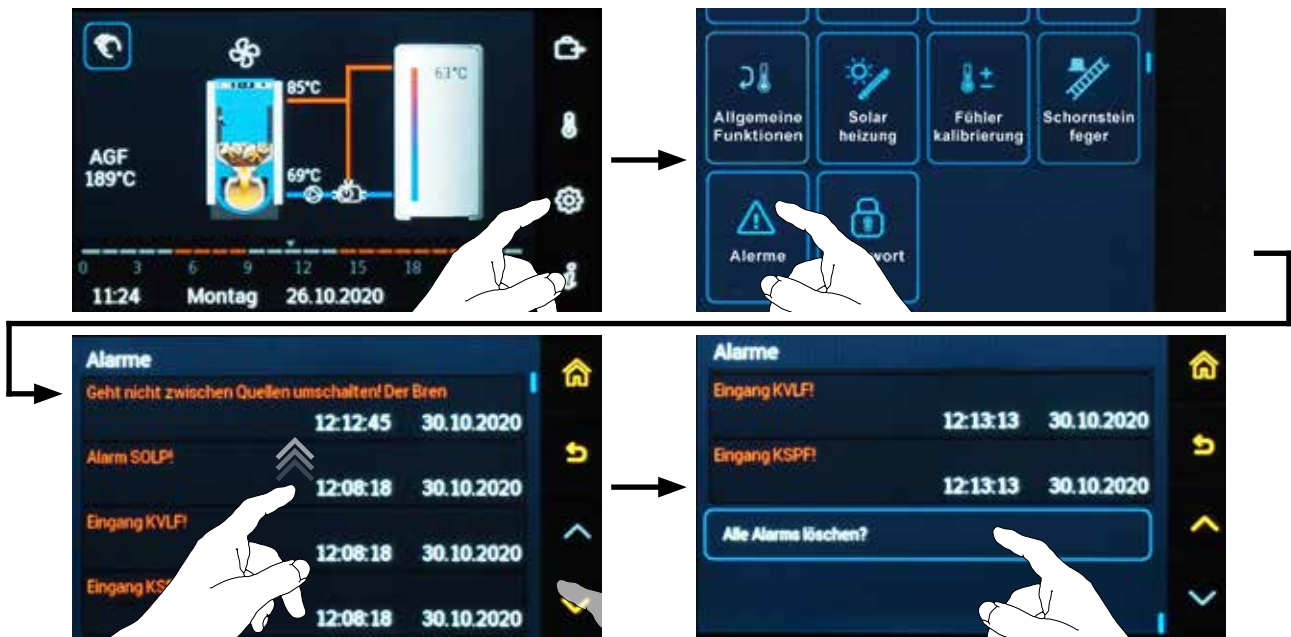 85°C
63°C
AGF
189°C
69°C
0 3 6 9 12 15 18
11:24 Montag 26.10.2020
Allgemeine Funktionen
Solar heizung
Fühler kalibrierung
Schornstein feger
Alerme
wort
Alarme
Geht nicht zwischen Quellen umschalten! Der Bren
12:12:45 30.10.2020
Alarm SOLP!
12:08:18 30.10.2020
Eingang KVLF!
12:08:18 30.10.2020
Eingang KS
12:08:18 30.10.2020
Alarme
Eingang KVLF!
12:13:13 30.10.2020
Eingang KSPF!
12:13:13 30.10.2020
Alle Alarms löschen?